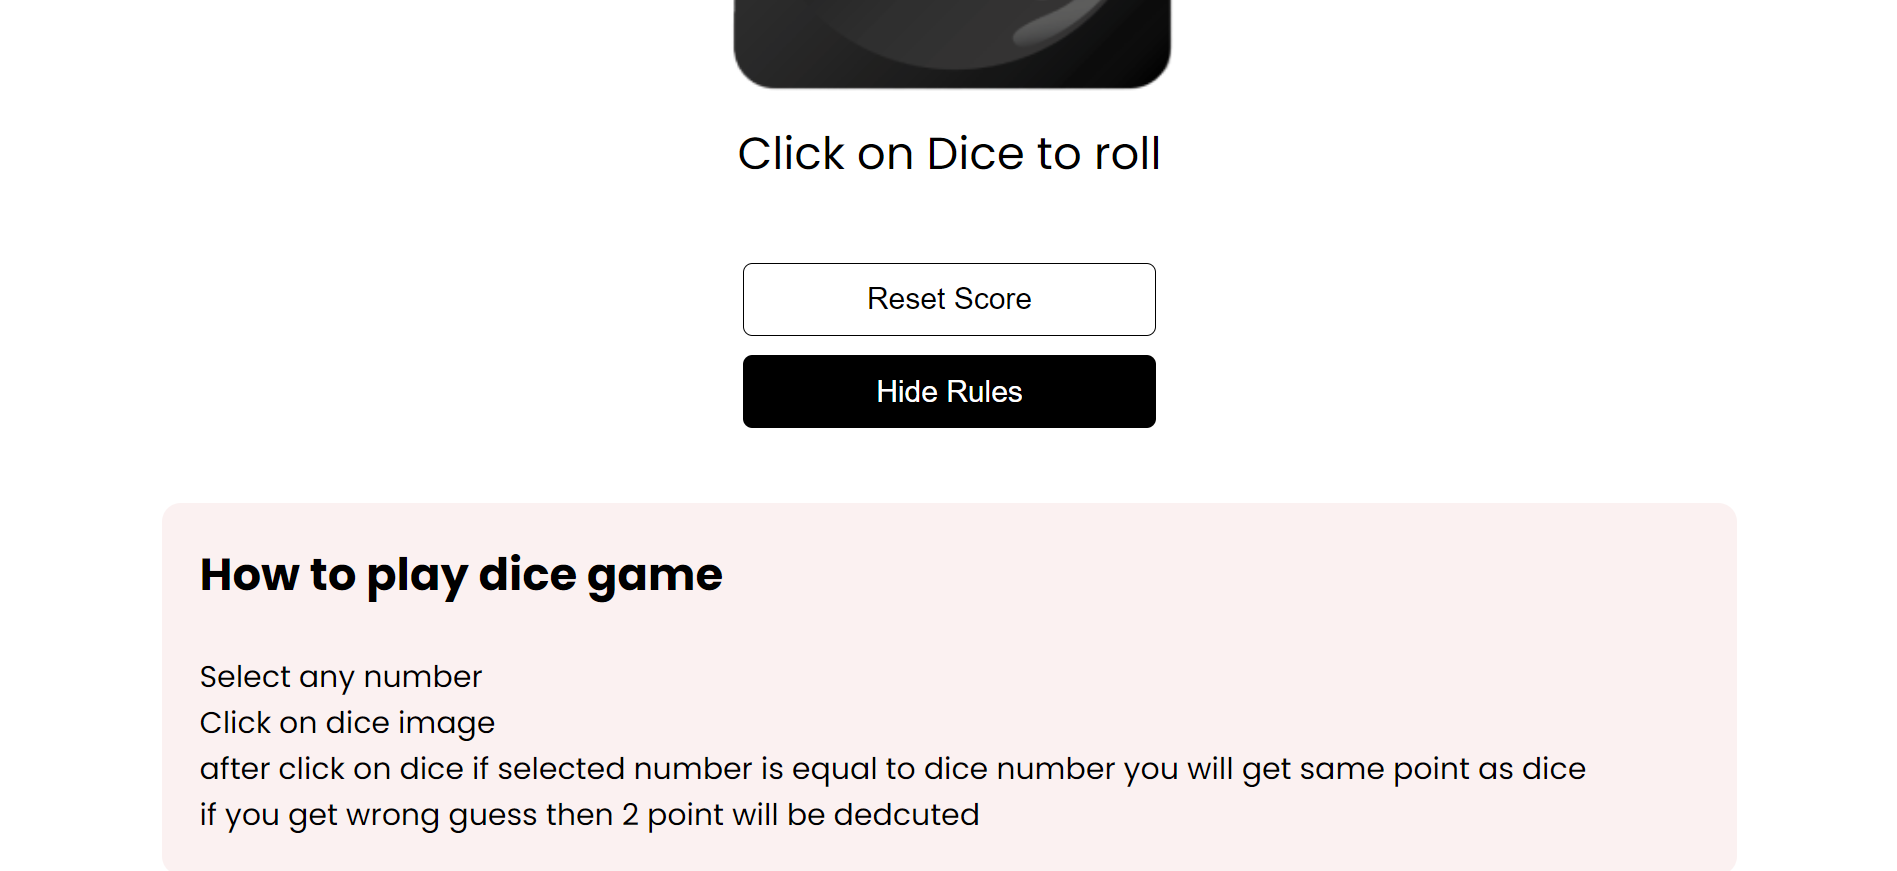 Click on Dice to roll
Reset Score
Hide Rules
How to play dice game
Select any number
Click on dice image
after click on dice if selected number is equal to dice number you will get same point as dice
if you get wrong guess then 2 point will be dedcuted